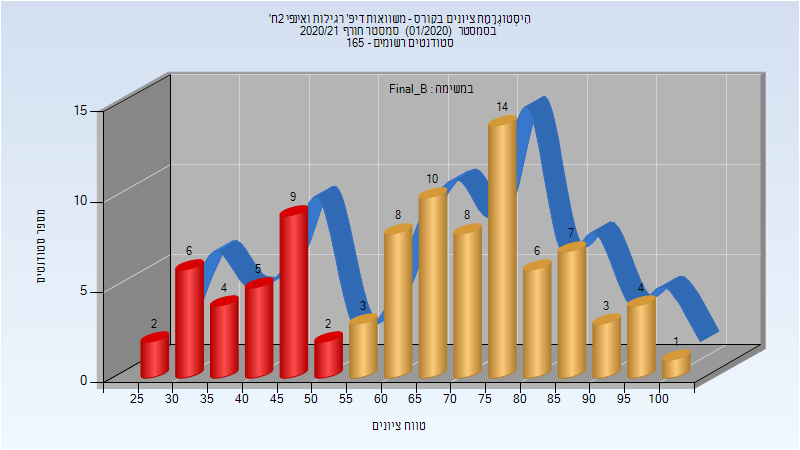 היסטוגרמת ציונים בקורס - משוואות דיפ' רגילות ואינפי 2ח'
בסמסטר (01/2020) סמסטר חורף 2020/21
סטודנטים רשומים - 165
במשימה : Final_B
מספר סטודנטים
15
10
5
0
2
6
4
5
9
2
3
8
10
8
14
6
7
3
4
1
25 30 35 40 45 50 55 60 65 70 75 80 85 90 95 100
טווח ציונים